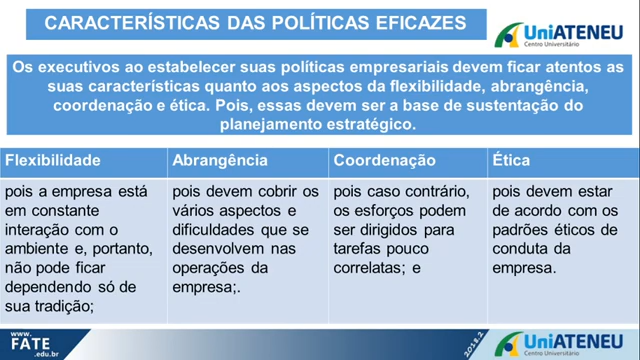 CARACTERÍSTICAS DAS POLÍTICAS EFICAZES
UniATENEU
Centro Universitário
Os executivos ao estabelecer suas políticas empresariais devem ficar atentos as
suas características quanto aos aspectos da flexibilidade, abrangência,
coordenação e ética. Pois, essas devem ser a base de sustentação do
planejamento estratégico.
Flexibilidade
pois a empresa está
em constante
interação com o
ambiente e, portanto,
não pode ficar
dependendo só de
sua tradição;
Abrangência
pois devem cobrir os
vários aspectos e
dificuldades que se
desenvolvem nas
operações da
empresa;.
Coordenação
pois caso contrário,
os esforços podem
ser dirigidos para
tarefas pouco
correlatas; e
Ética
pois devem estar
de acordo com os
padrões éticos de
conduta da
empresa.
www.
FATE
.edu.br
2018.2
UniATENEU
Centro Universitário